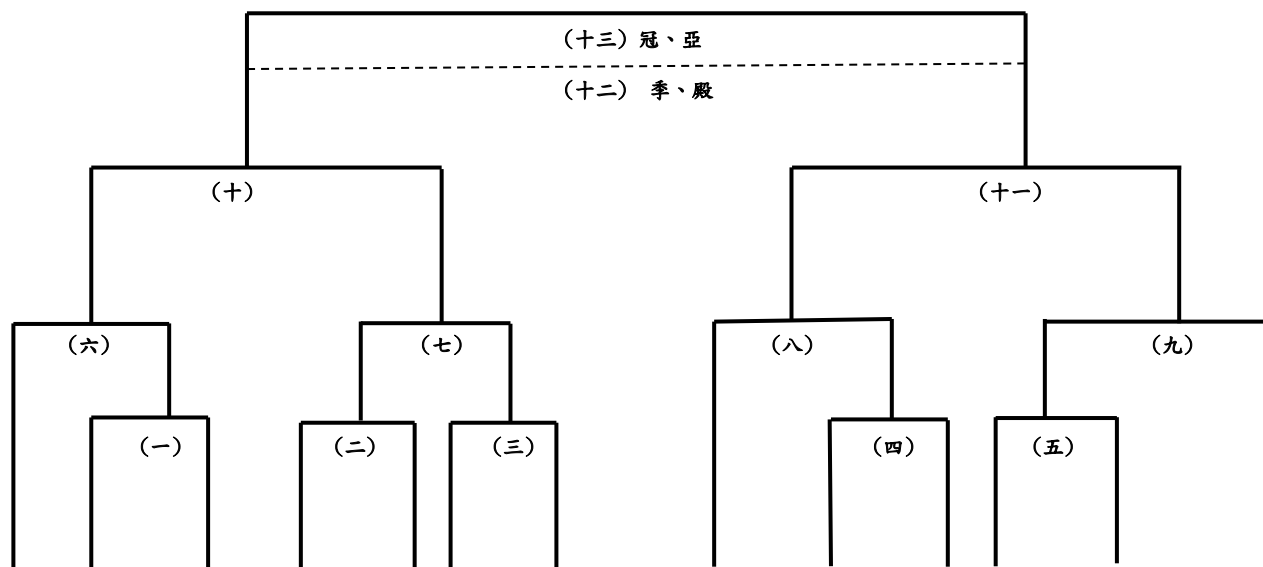 （十三）冠、亞
（十二） 季、殿
（十）
（十一）
（六）
（七）
（八）
（九）
（一）
（二）
（三）
（四）
（五）